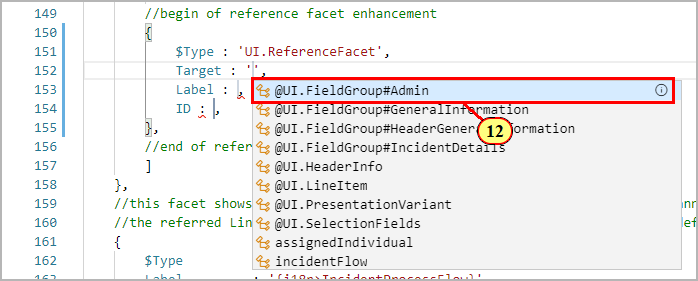 149 //begin of reference facet enhancement
150 {
151 $Type : 'UI.ReferenceFacet',
152 Target : '',
153 Label : , @UI.FieldGroup#Admin
154 ID : , @UI.FieldGroup#GeneralInformation
155 }, @UI.FieldGroup#HeaderGene formation
12
156 //end of refer @UI.FieldGroup#IncidentDetails
157 ] @UI.HeaderInfo
158 }, @UI.LineItem
159 //this facet shows @UI.PresentationVariant ann
160 //the referred Lin @UI.SelectionFields def
161 { assignedIndividual
162 $Type incidentFlow
163 Label : '{i18n>IncidentProcessFlow}'